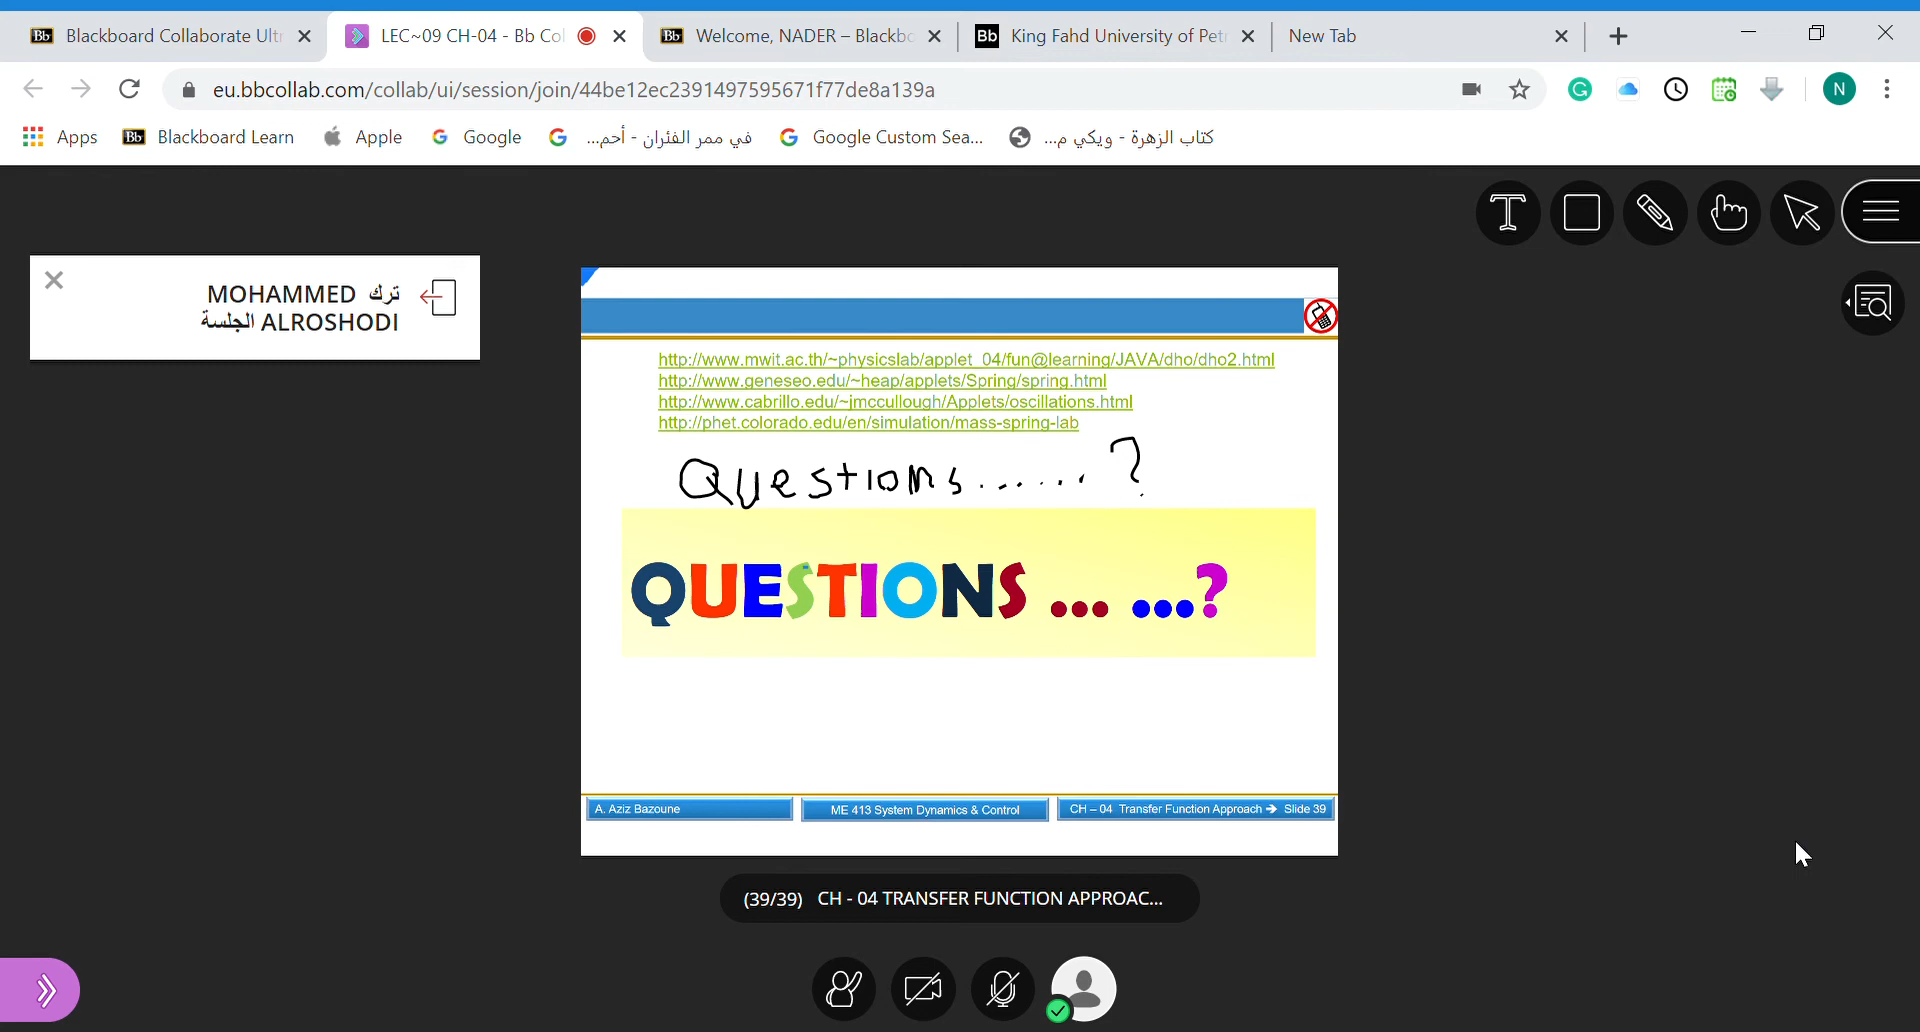 Blackboard Collaborate Ult
LEC~09 CH-04 - Bb Co
Welcome, NADER – Blackb
King Fahd University of Pet
New Tab
eu.bbcollab.com/collab/ui/session/join/44be12ec2391497595671f77de8a139a
N
Apps
Blackboard Learn
Apple
Google
في ممر الفئران - أحم...
Google Custom Sea...
كتاب الزهرة - ويكي م...
ترك MOHAMMED
ALROSHODI الجلسة
http://www.mwit.ac.th/~physicslab/applet_04/fun@learning/JAVA/dho/dho2.html
http://www.geneseo.edu/~heap/applets/Spring/spring.html
http://www.cabrillo.edu/~jmccullough/Applets/oscillations.html
http://phet.colorado.edu/en/simulation/mass-spring-lab
Questions......?
QUESTIONS ... ...?
A. Aziz Bazoune
ME 413 System Dynamics & Control
CH – 04 Transfer Function Approach → Slide 39
(39/39) CH - 04 TRANSFER FUNCTION APPROAC...